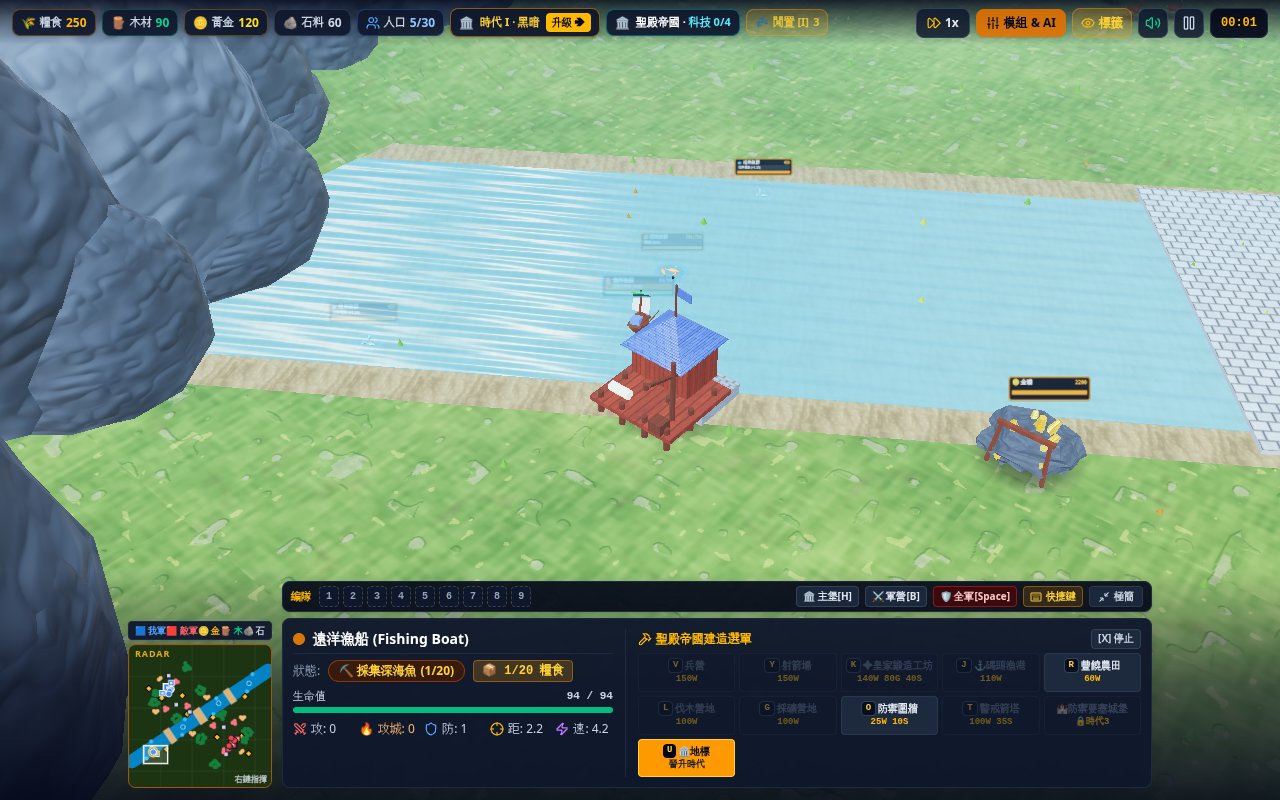 糧食 250
木材 90
黃金 120
石料 60
人口 5/30
時代 I · 黑暗 升級
聖殿帝國 · 科技 0/4
💤 閒置 [I] 3
1x
模組 & AI
標籤
00:01
金礦 2200
編隊 1 2 3 4 5 6 7 8 9
主堡[H]
軍營[B]
全軍[Space]
快捷鍵
極簡
我軍 敵軍 金 木 石
RADAR
右鍵指揮
遠洋漁船 (Fishing Boat)
狀態: 採集深海魚 (1/20) 1/20 糧食
生命值 94 / 94
攻: 0 攻城: 0 防: 1 距: 2.2 速: 4.2
聖殿帝國建造選單
[X] 停止
V 兵營
150W
Y 射箭場
150W
K ✦皇家鍛造工坊
140W 80G 40S
J ⚓碼頭漁港
110W
R 豐饒農田
60W
L 伐木營地
100W
G 採礦營地
100W
O 防禦圍牆
25W 10S
T 警戒箭塔
100W 35S
防禦要塞城堡
時代3
U 地標
晉升時代